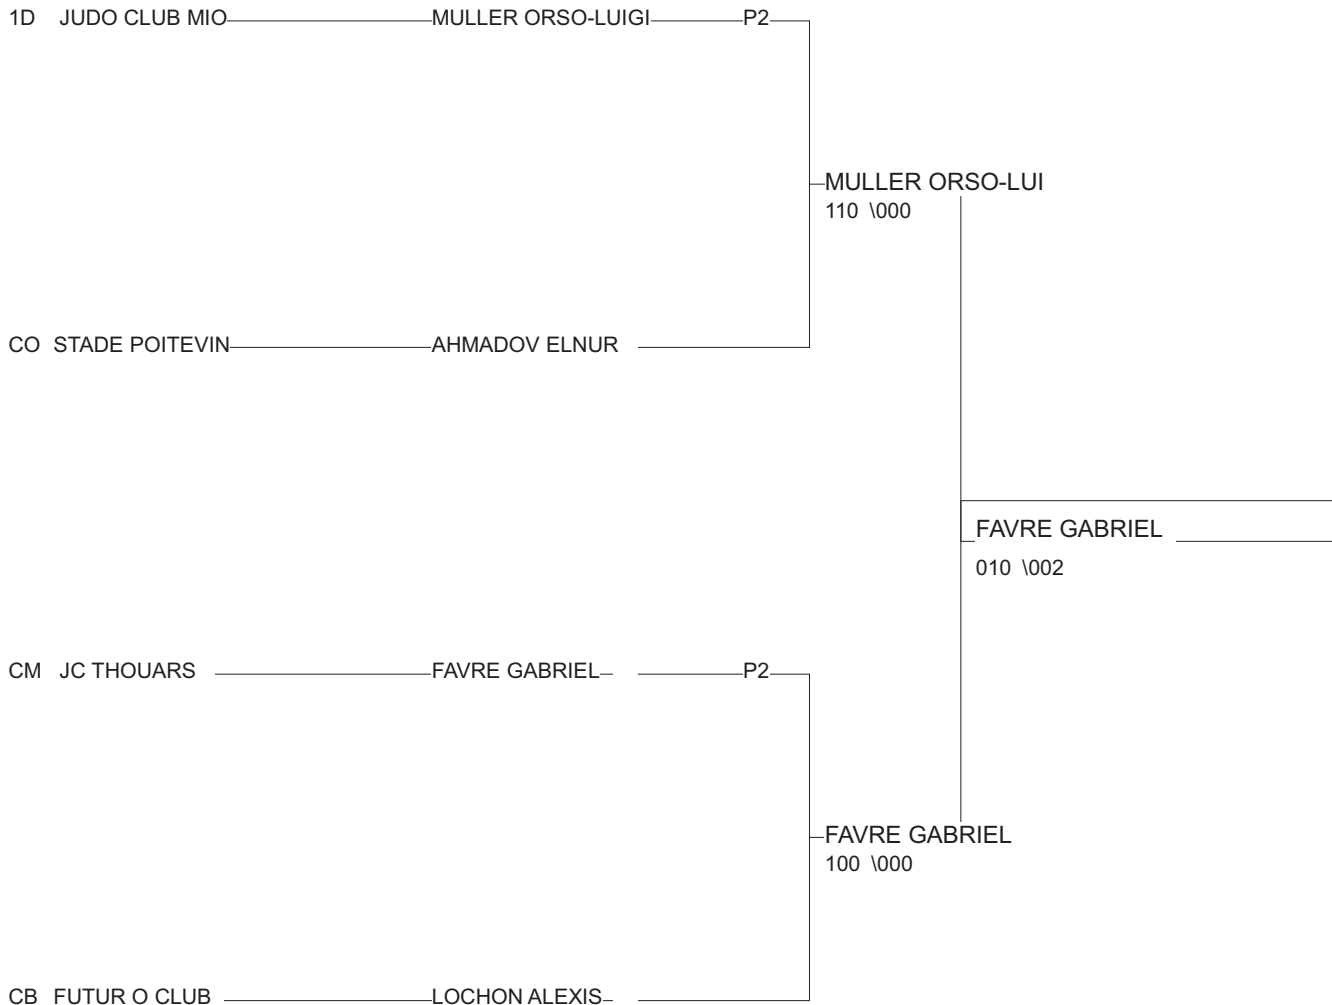 1D JUDO CLUB MIO MULLER ORSO-LUIGI P2
MULLER ORSO-LUI
110 \000
CO STADE POITEVIN AHMADOV ELNUR
FAVRE GABRIEL
010 \002
CM JC THOUARS FAVRE GABRIEL P2
FAVRE GABRIEL
100 \000
CB FUTUR O CLUB LOCHON ALEXIS